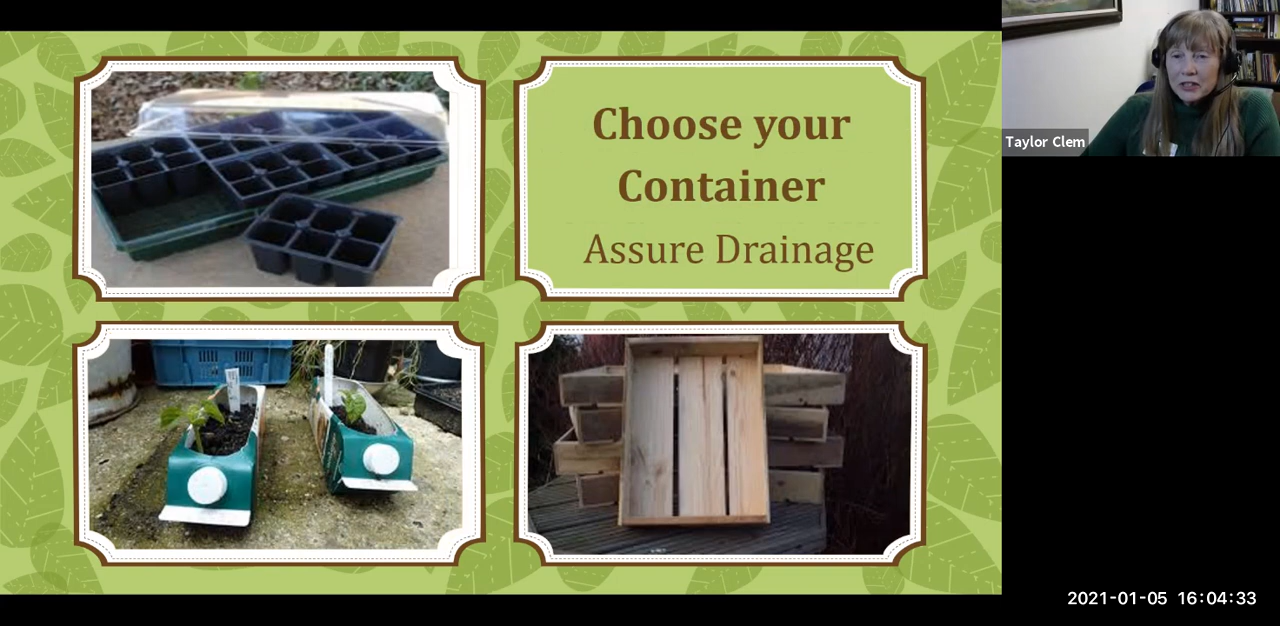 Choose your
Container
Assure Drainage
Taylor Clem
2021-01-05 16:04:33